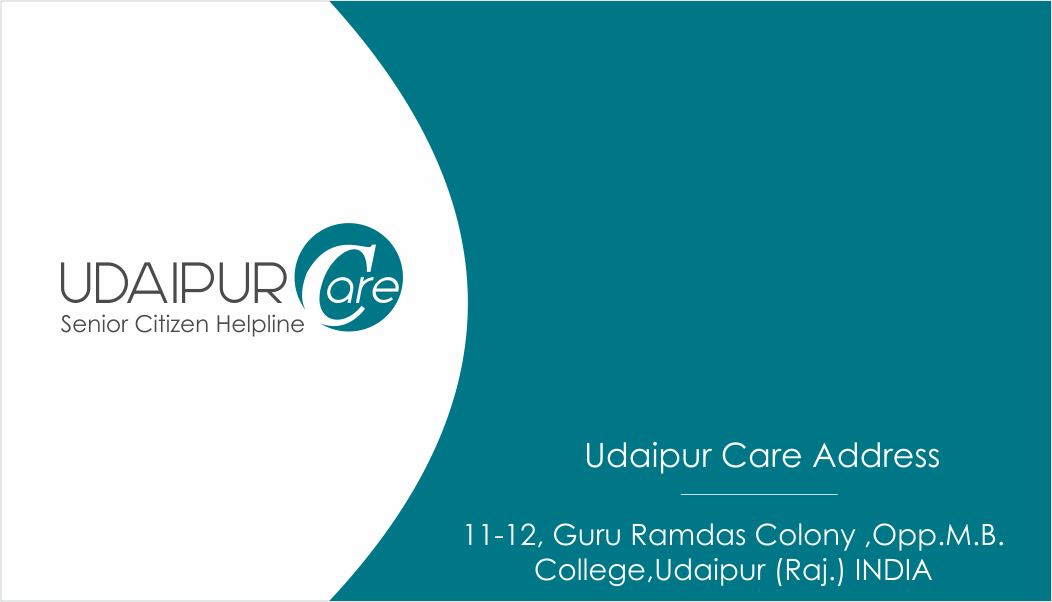 UDAIPUR Care
Senior Citizen Helpline
Udaipur Care Address
11-12, Guru Ramdas Colony ,Opp.M.B.
College,Udaipur (Raj.) INDIA